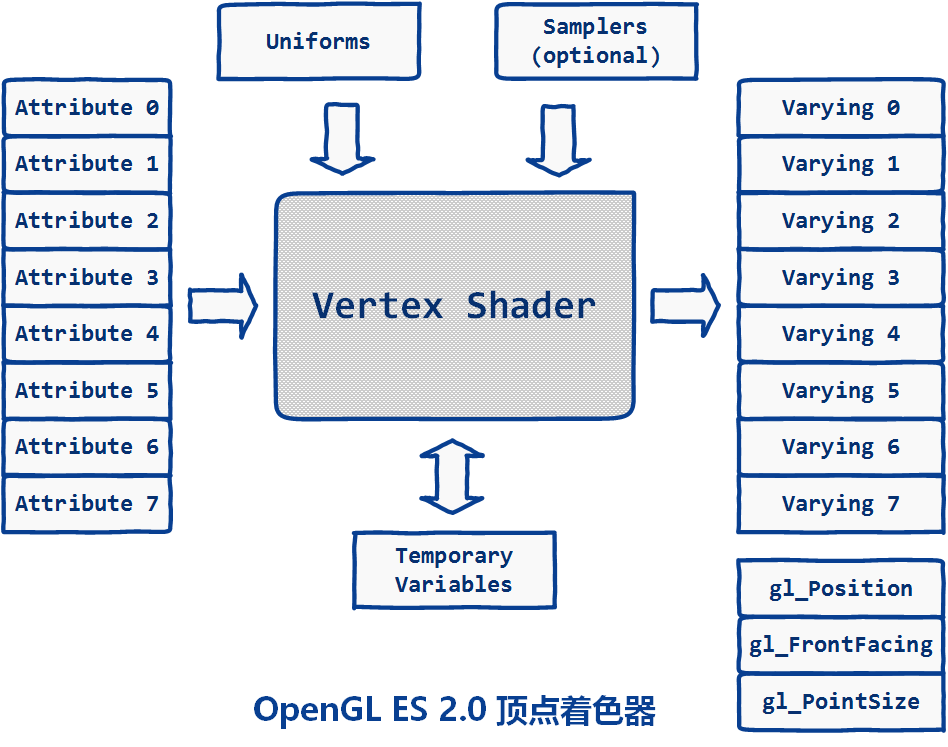 Uniforms
Samplers
(optional)
Attribute 0
Attribute 1
Attribute 2
Attribute 3
Attribute 4
Attribute 5
Attribute 6
Attribute 7
Vertex Shader
Temporary
Variables
Varying 0
Varying 1
Varying 2
Varying 3
Varying 4
Varying 5
Varying 6
Varying 7
gl_Position
gl_FrontFacing
gl_PointSize
OpenGL ES 2.0 顶点着色器